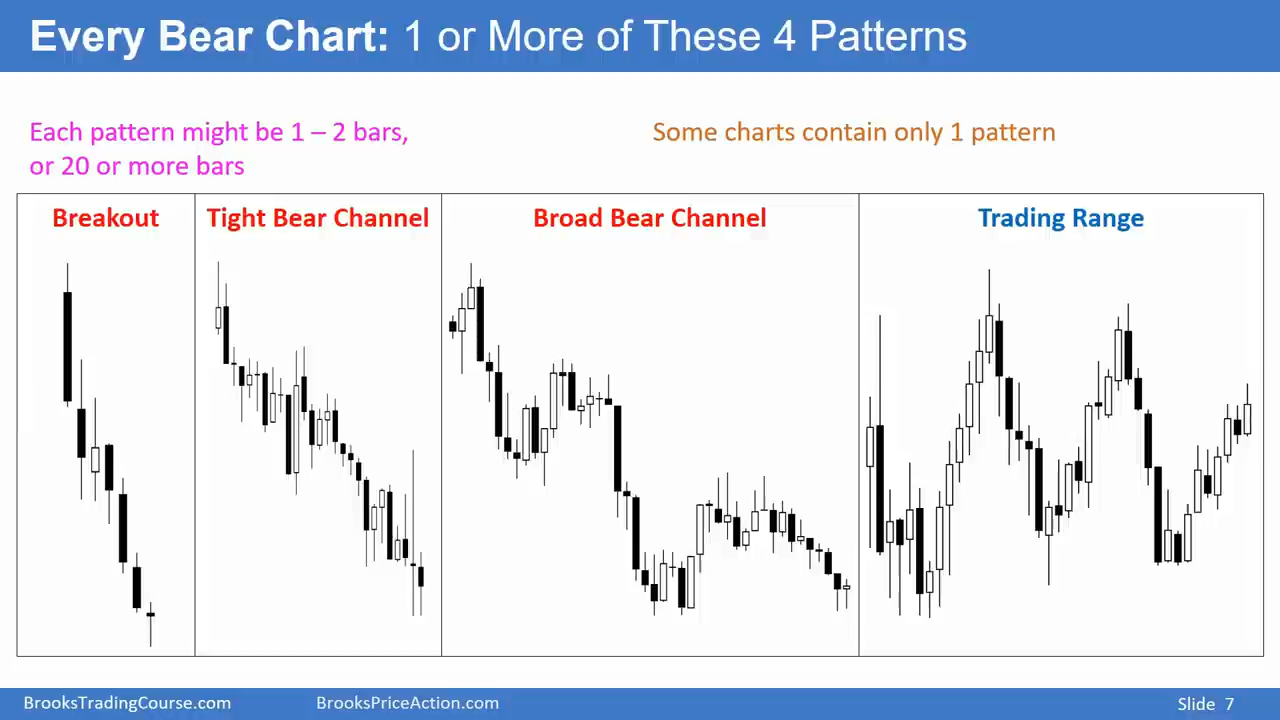 Every Bear Chart: 1 or More of These 4 Patterns
Each pattern might be 1 – 2 bars,
or 20 or more bars
Some charts contain only 1 pattern
Breakout
Tight Bear Channel
Broad Bear Channel
Trading Range
BrooksTradingCourse.com
BrooksPriceAction.com
Slide 7